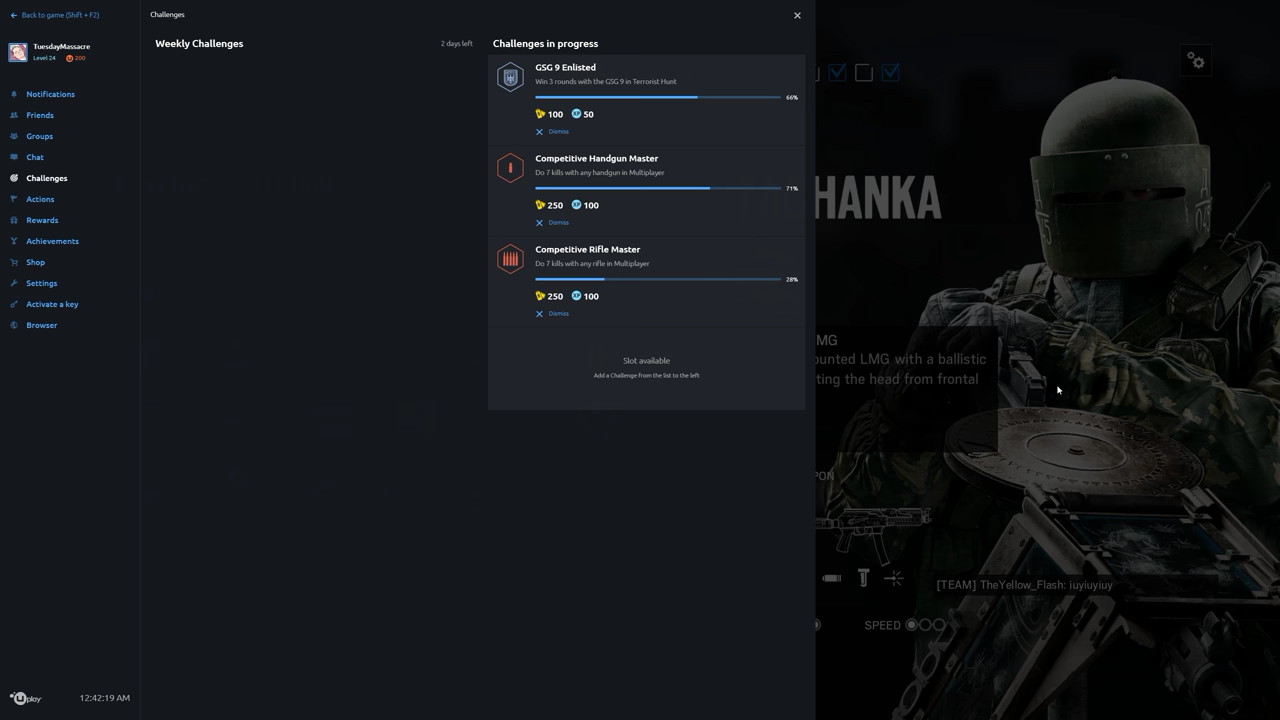 Back to game (Shift + F2)
TuesdayMassacre
Level 24
200
Notifications
Friends
Groups
Chat
Challenges
Actions
Rewards
Achievements
Shop
Settings
Activate a key
Browser
uplay
12:42:19 AM
Challenges
Weekly Challenges
2 days left
Challenges in progress
GSG 9 Enlisted
Win 3 rounds with the GSG 9 in Terrorist Hunt
66%
100 XP 50
Dismiss
Competitive Handgun Master
Do 7 kills with any handgun in Multiplayer
71%
250 XP 100
Dismiss
Competitive Rifle Master
Do 7 kills with any rifle in Multiplayer
28%
250 XP 100
Dismiss
Slot available
Add a Challenge from the list to the left
HANKA
MG
ounted LMG with a ballistic
ting the head from frontal
PON
[TEAM] TheYellow_Flash: iuyiuyiuy
SPEED